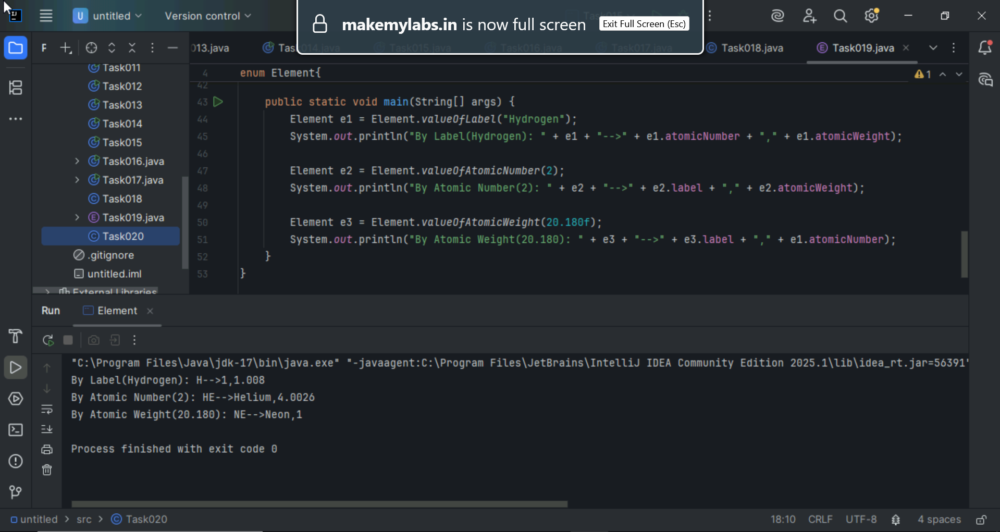 untitled
Version control
makemylabs.in is now full screen
Exit Full Screen (Esc)
013.java
Task014.java
Task015.java
Task016.java
Task017.java
Task018.java
Task019.java
Task011
Task012
Task013
Task014
Task015
Task016.java
Task017.java
Task018
Task019.java
Task020
.gitignore
untitled.iml
External Libraries
4 enum Element{
1
42
43 public static void main(String[] args) {
44 Element e1 = Element.valueOfLabel("Hydrogen");
45 System.out.println("By Label(Hydrogen): " + e1 + "-->" + e1.atomicNumber + "," + e1.atomicWeight);
46
47 Element e2 = Element.valueOfAtomicNumber(2);
48 System.out.println("By Atomic Number(2): " + e2 + "-->" + e2.label + "," + e2.atomicWeight);
49
50 Element e3 = Element.valueOfAtomicWeight(20.180f);
51 System.out.println("By Atomic Weight(20.180): " + e3 + "-->" + e3.label + "," + e1.atomicNumber);
52 }
53 }
Run Element
"C:\Program Files\Java\jdk-17\bin\java.exe" "-javaagent:C:\Program Files\JetBrains\IntelliJ IDEA Community Edition 2025.1\lib\idea_rt.jar=56391"
By Label(Hydrogen): H-->1,1.008
By Atomic Number(2): HE-->Helium,4.0026
By Atomic Weight(20.180): NE-->Neon,1
Process finished with exit code 0
untitled > src > Task020
18:10 CRLF UTF-8 4 spaces